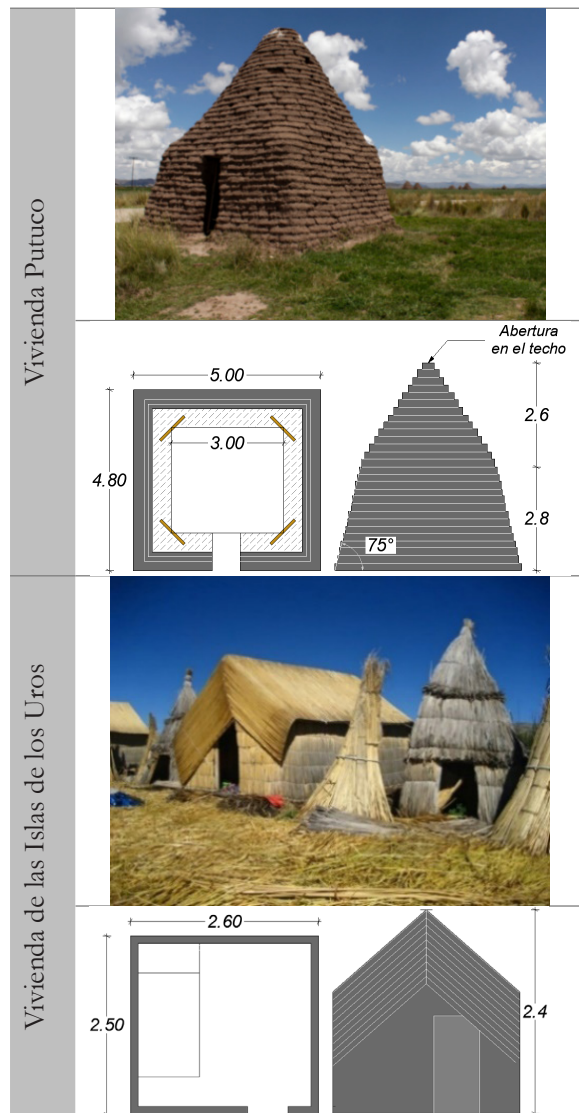 Vivienda Putuco
Abertura
en el techo
5.00
3.00
4.80
2.6
2.8
75°
Vivienda de las Islas de los Uros
2.60
2.50
2.4